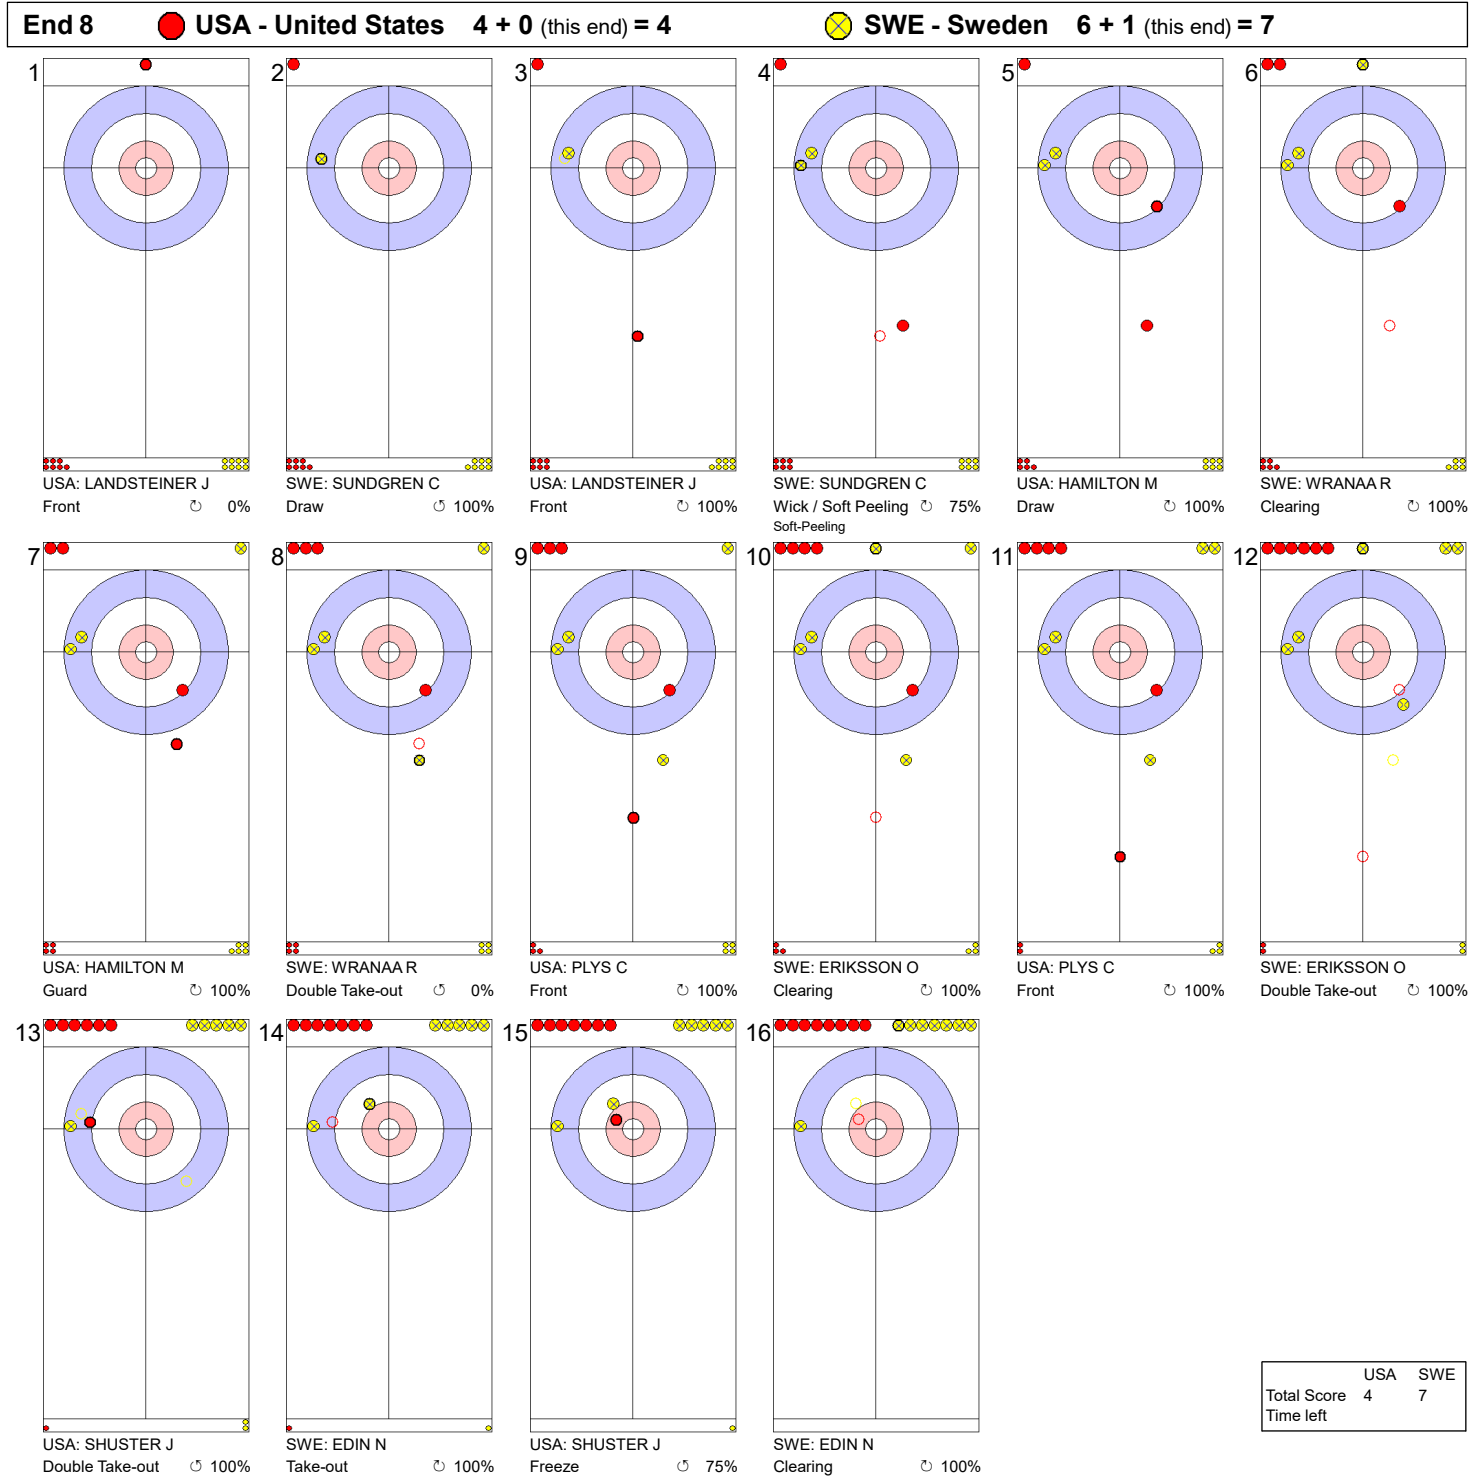 End 8 USA - United States 4 + 0 (this end) = 4 SWE - Sweden 6 + 1 (this end) = 7
1 2 3 4 5 6
USA: LANDSTEINER J SWE: SUNDGREN C USA: LANDSTEINER J SWE: SUNDGREN C USA: HAMILTON M SWE: WRANAA R
Front 0% Draw 100% Front 100% Wick / Soft Peeling 75% Draw 100% Clearing 100%
Soft-Peeling
7 8 9 10 11 12
USA: HAMILTON M SWE: WRANAA R USA: PLYS C SWE: ERIKSSON O USA: PLYS C SWE: ERIKSSON O
Guard 100% Double Take-out 0% Front 100% Clearing 100% Front 100% Double Take-out 100%
13 14 15 16
USA: SHUSTER J SWE: EDIN N USA: SHUSTER J SWE: EDIN N
Double Take-out 100% Take-out 100% Freeze 75% Clearing 100%
USA SWE
Total Score 4 7
Time left